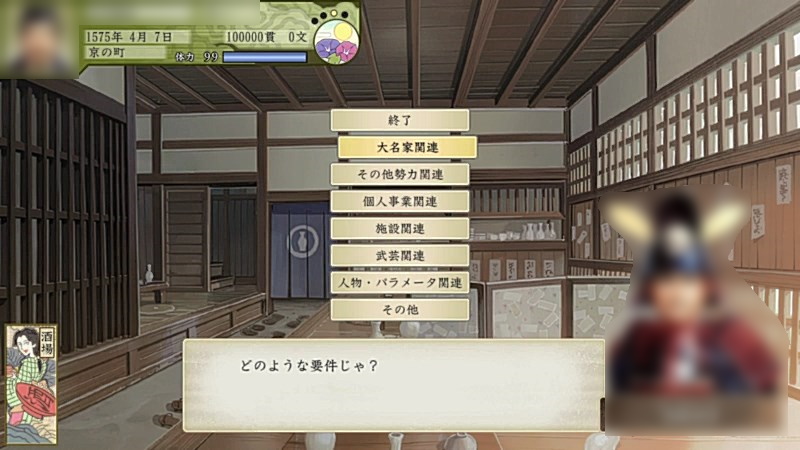 1575年 4月 7日
100000貫 0文
京の町
体力 99
終了
大名家関連
その他勢力関連
個人事業関連
施設関連
武芸関連
人物・パラメータ関連
その他
酒場
どのような要件じゃ？